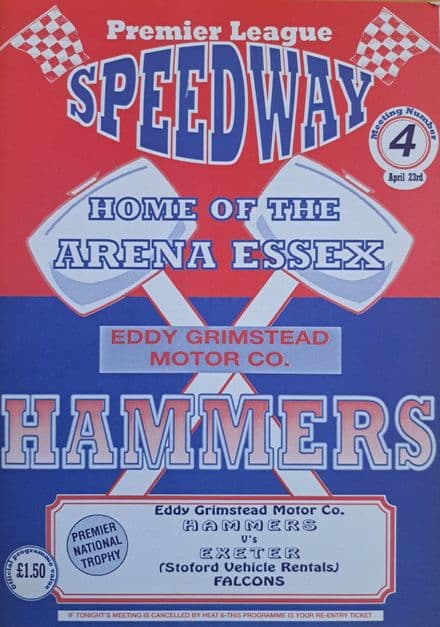 Premier League
SPEEDWAY
Meeting Number
4
April 23rd
HOME OF THE
ARENA ESSEX
EDDY GRIMSTEAD
MOTOR CO.
HAMMERS
Eddy Grimstead Motor Co.
HAMMERS
V's
EXETER
(Stoford Vehicle Rentals)
FALCONS
PREMIER
NATIONAL
TROPHY
Official programme value
£1.50
IF TONIGHT'S MEETING IS CANCELLED BY HEAT 6-THIS PROGRAMME IS YOUR RE-ENTRY TICKET